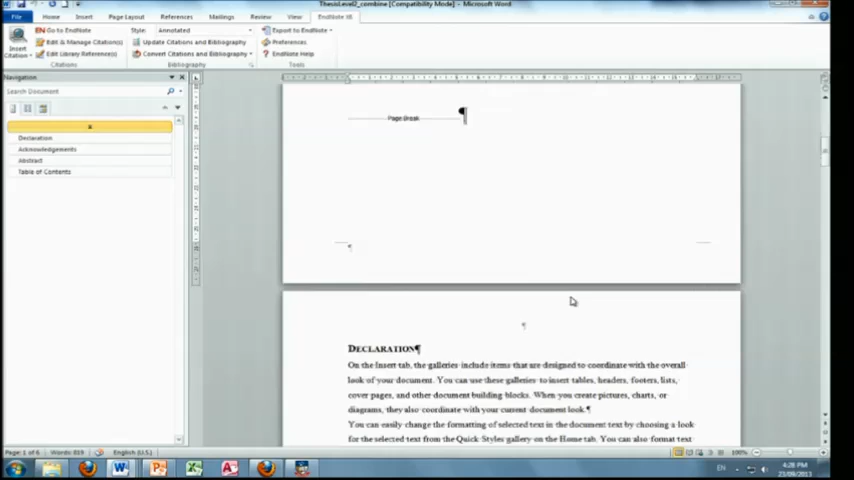 ThesisLevel2_combine [Compatibility Mode] - Microsoft Word
File Home Insert Page Layout References Mailings Review View EndNote X6
Insert Citation
Go to EndNote
Edit & Manage Citation(s)
Edit Library Reference(s)
Citations
Style: Annotated
Update Citations and Bibliography
Convert Citations and Bibliography
Bibliography
Export to EndNote
Preferences
EndNote Help
Tools
Navigation
Search Document
Declaration
Acknowledgements
Abstract
Table of Contents
Page Break ¶
¶
¶
DECLARATION¶
On the Insert tab, the galleries include items that are designed to coordinate with the overall
look of your document. You can use these galleries to insert tables, headers, footers, lists,
cover pages, and other document building blocks. When you create pictures, charts, or
diagrams, they also coordinate with your current document look.¶
You can easily change the formatting of selected text in the document text by choosing a look
for the selected text from the Quick Styles gallery on the Home tab. You can also format text
Page: 1 of 6 Words: 819 English (U.S.) 100%
EN 4:28 PM
23/09/2013